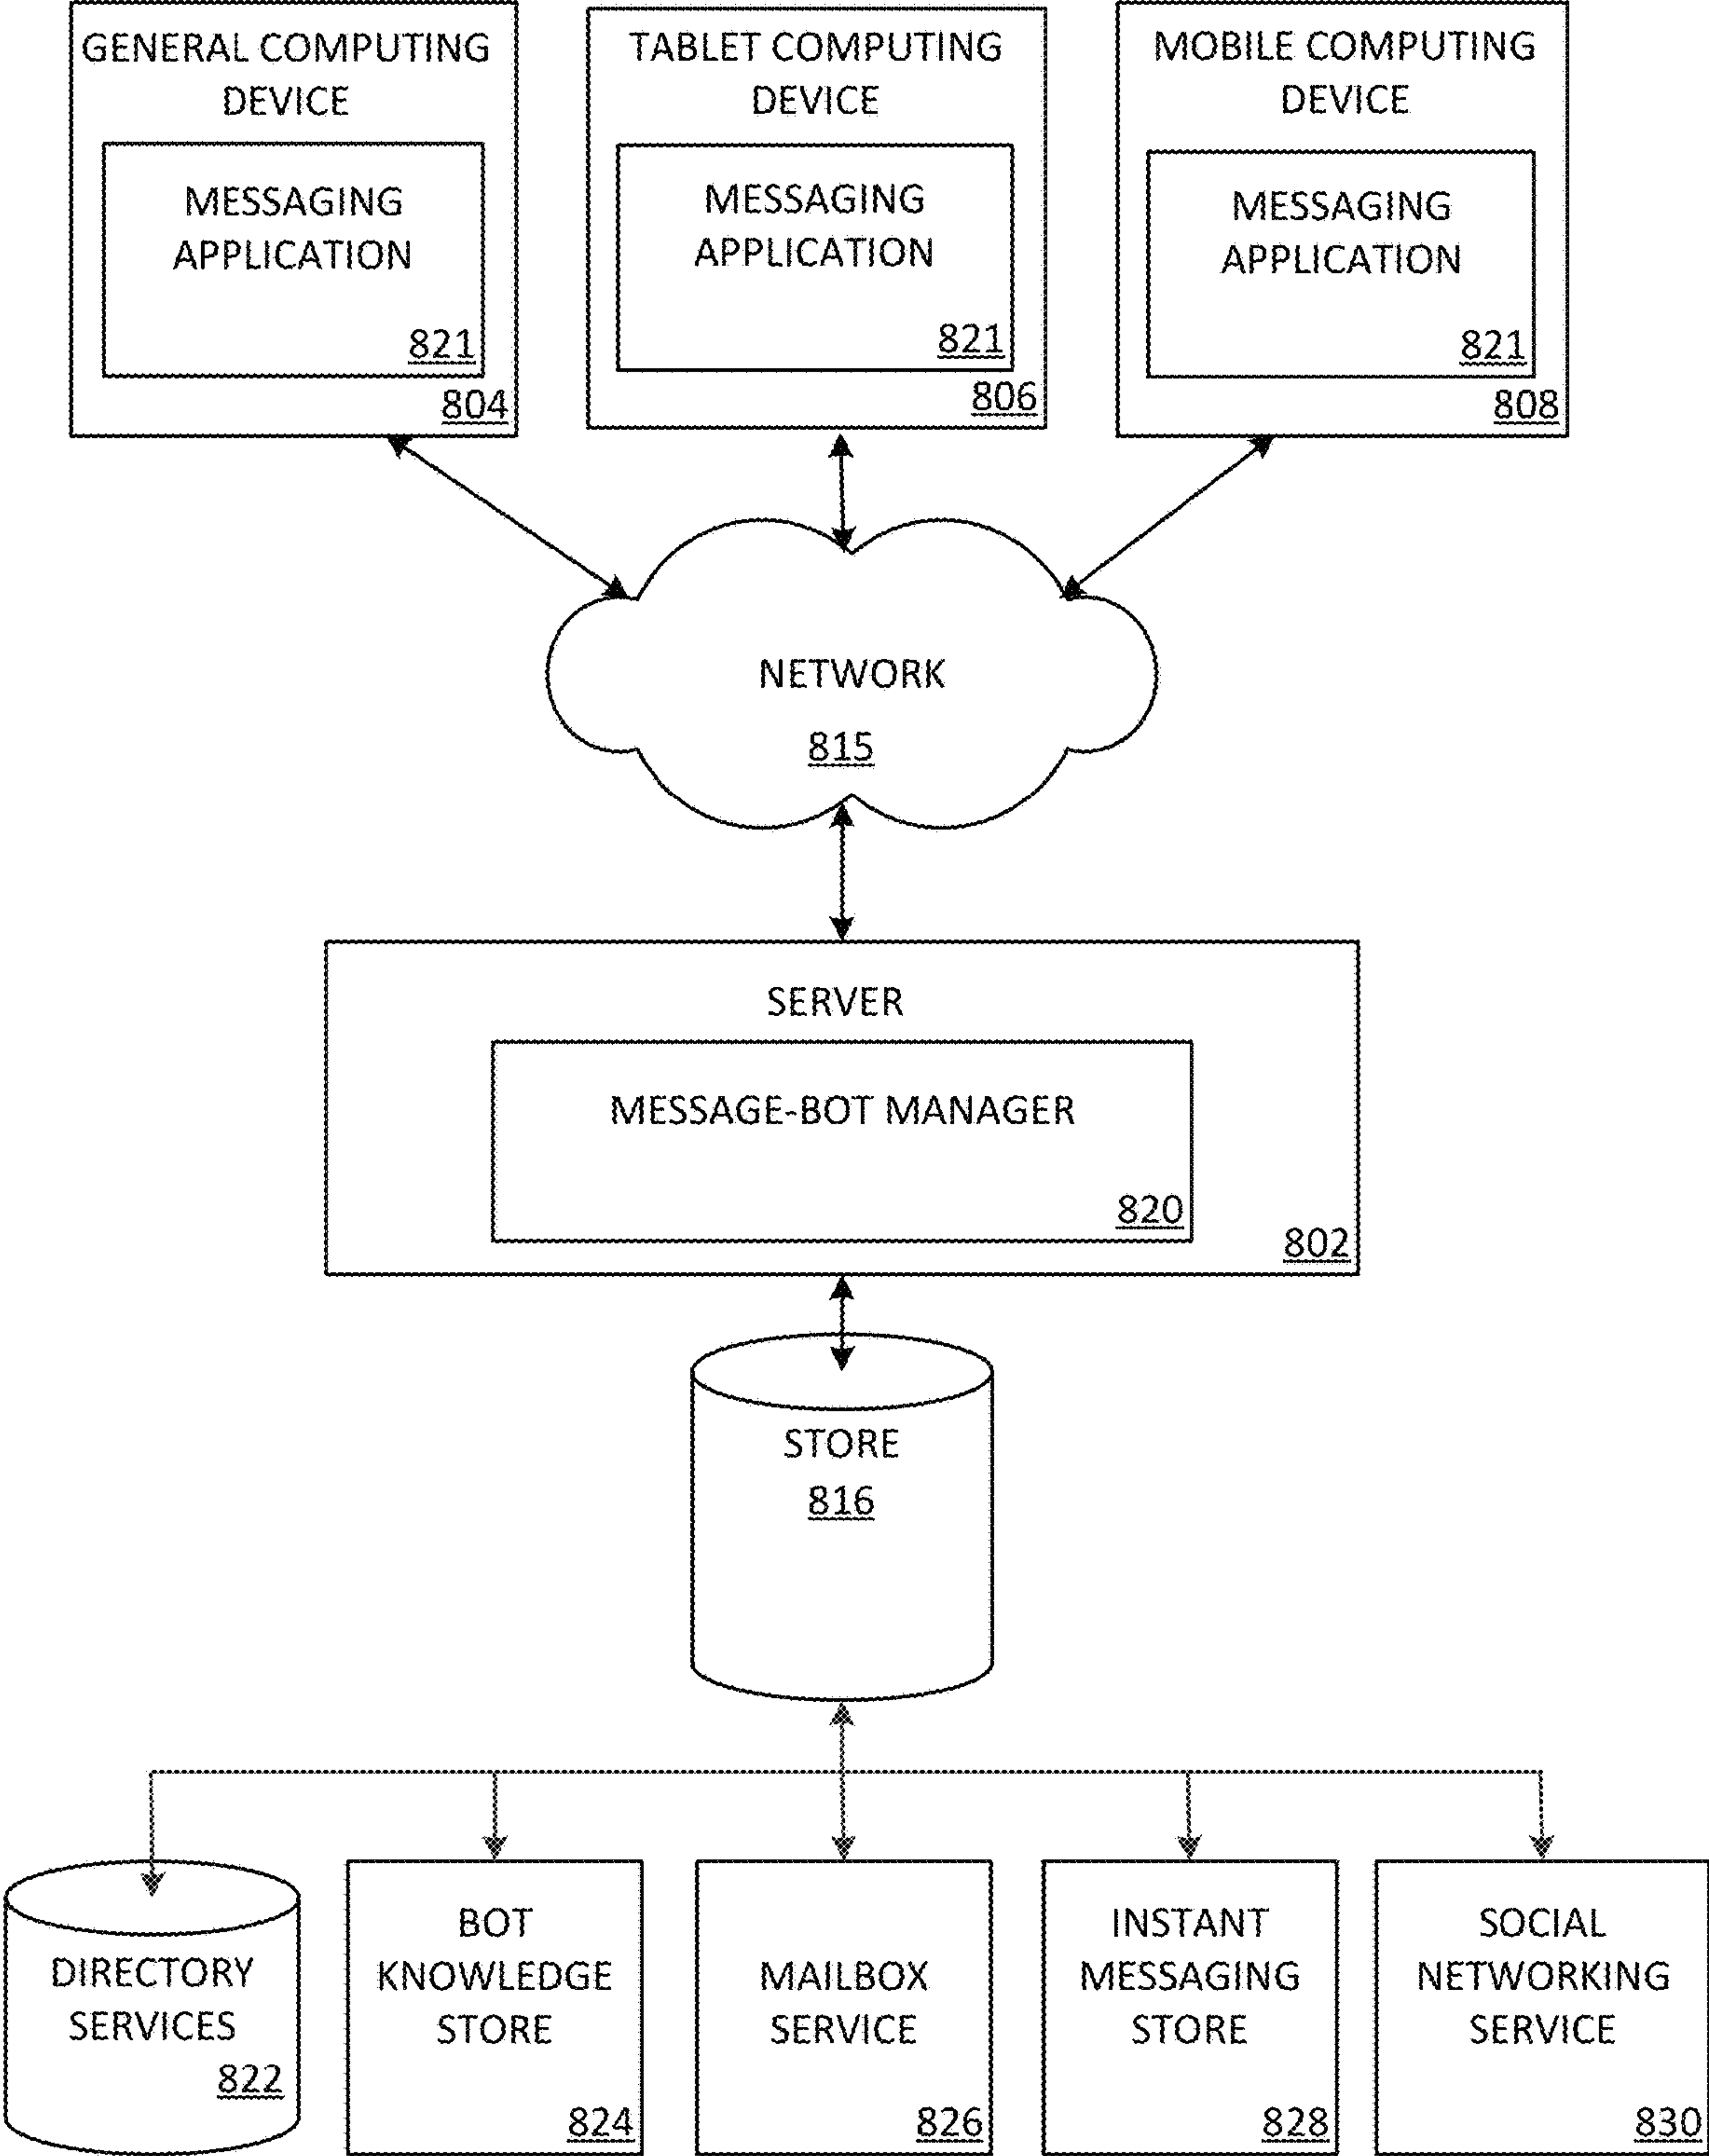 GENERAL COMPUTING
DEVICE
MESSAGING
APPLICATION
821
804
TABLET COMPUTING
DEVICE
MESSAGING
APPLICATION
821
806
MOBILE COMPUTING
DEVICE
MESSAGING
APPLICATION
821
808
NETWORK
815
SERVER
MESSAGE-BOT MANAGER
820
802
STORE
816
DIRECTORY
SERVICES
822
BOT
KNOWLEDGE
STORE
824
MAILBOX
SERVICE
826
INSTANT
MESSAGING
STORE
828
SOCIAL
NETWORKING
SERVICE
830